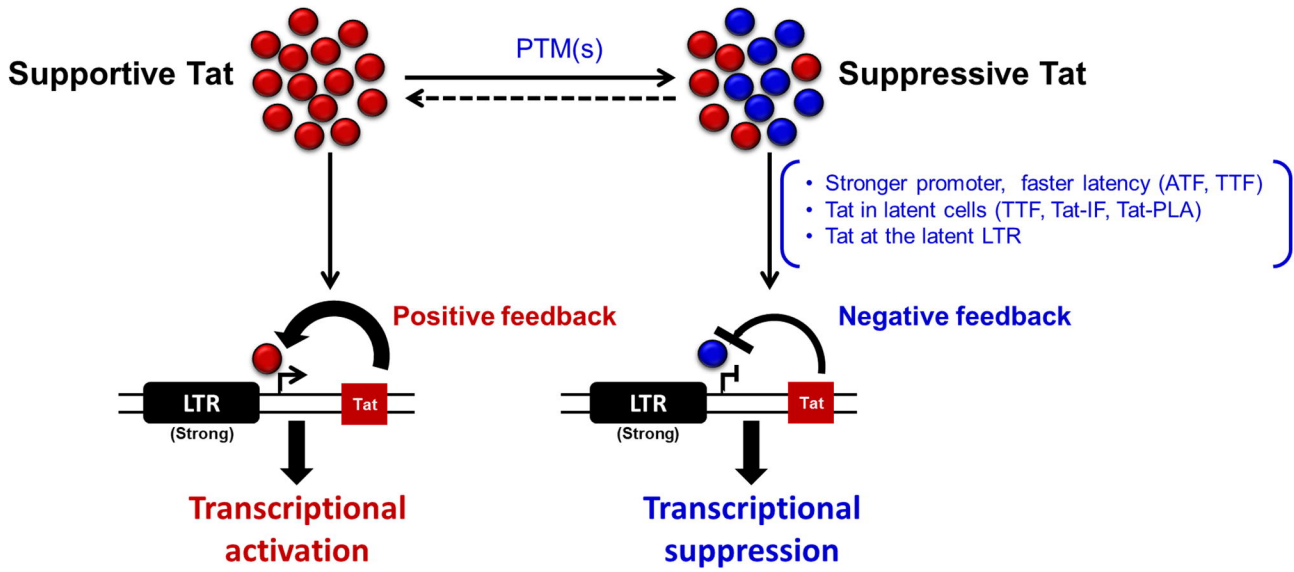 PTM(s)
Supportive Tat
Suppressive Tat
• Stronger promoter, faster latency (ATF, TTF)
• Tat in latent cells (TTF, Tat-IF, Tat-PLA)
• Tat at the latent LTR
Positive feedback
Negative feedback
LTR
Tat
(Strong)
LTR
Tat
(Strong)
Transcriptional
activation
Transcriptional
suppression